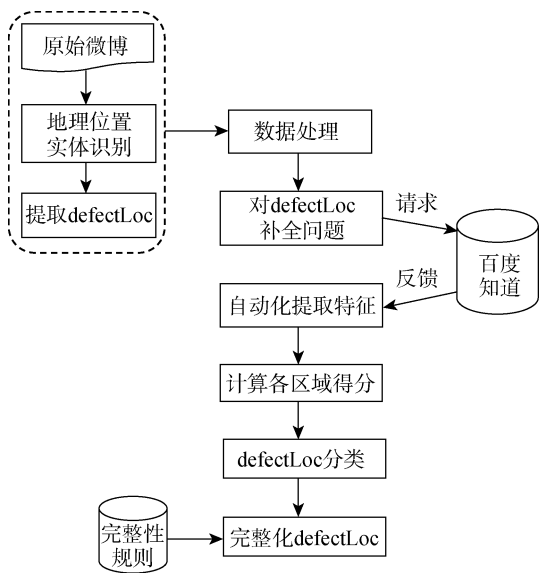 原始微博
地理位置
实体识别
提取defectLoc
数据处理
对defectLoc
补全问题
请求
百度
知道
反馈
自动化提取特征
计算各区域得分
defectLoc分类
完整性
规则
完整化defectLoc